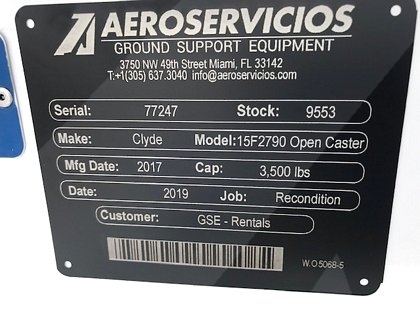 AEROSERVICIOS
GROUND SUPPORT EQUIPMENT
3750 NW 49th Street Miami, FL 33142
T:+1(305) 637.3040 info@aeroservicios.com
Serial: 77247 Stock: 9553
Make: Clyde Model: 15F2790 Open Caster
Mfg Date: 2017 Cap: 3,500 lbs
Date: 2019 Job: Recondition
Customer: GSE - Rentals
W.O 5068-5